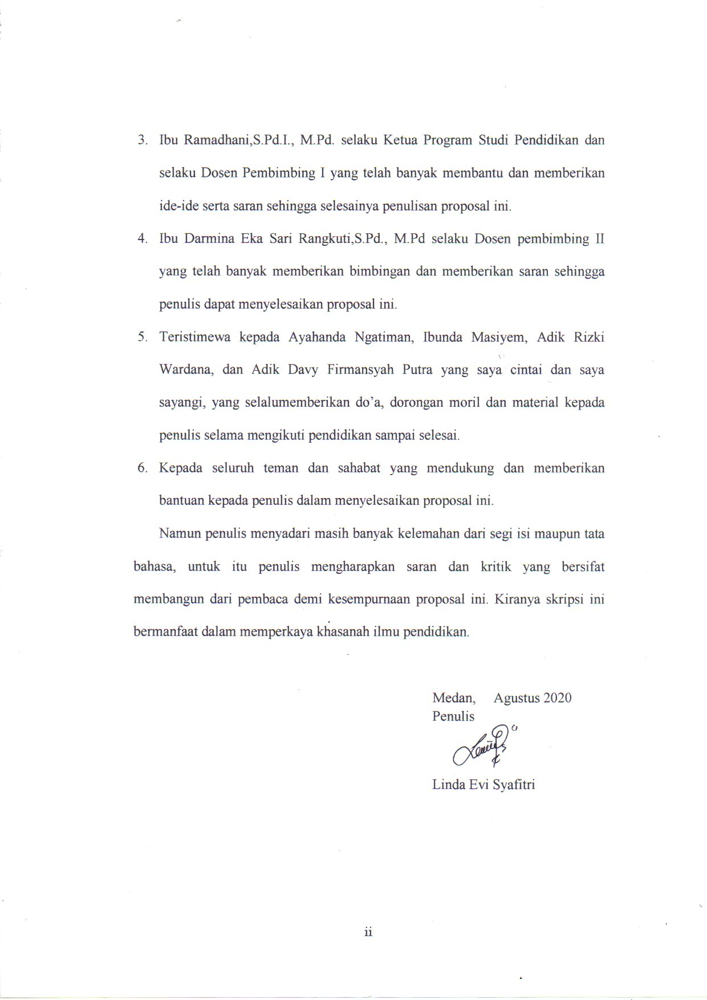 3. Ibu Ramadhani,S.Pd.I., M.Pd. selaku Ketua Program Studi Pendidikan dan
selaku Dosen Pembimbing I yang telah banyak membantu dan memberikan
ide-ide serta saran sehingga selesainya penulisan proposal ini.
4. Ibu Darmina Eka Sari Rangkuti,S.Pd., M.Pd selaku Dosen pembimbing II
yang telah banyak memberikan bimbingan dan memberikan saran sehingga
penulis dapat menyelesaikan proposal ini.
5. Teristimewa kepada Ayahanda Ngatiman, Ibunda Masiyem, Adik Rizki
Wardana, dan Adik Davy Firmansyah Putra yang saya cintai dan saya
sayangi, yang selalumemberikan do’a, dorongan moril dan material kepada
penulis selama mengikuti pendidikan sampai selesai.
6. Kepada seluruh teman dan sahabat yang mendukung dan memberikan
bantuan kepada penulis dalam menyelesaikan proposal ini.
Namun penulis menyadari masih banyak kelemahan dari segi isi maupun tata
bahasa, untuk itu penulis mengharapkan saran dan kritik yang bersifat
membangun dari pembaca demi kesempurnaan proposal ini. Kiranya skripsi ini
bermanfaat dalam memperkaya khasanah ilmu pendidikan.
Medan, Agustus 2020
Penulis
Linda Evi Syafitri
ii